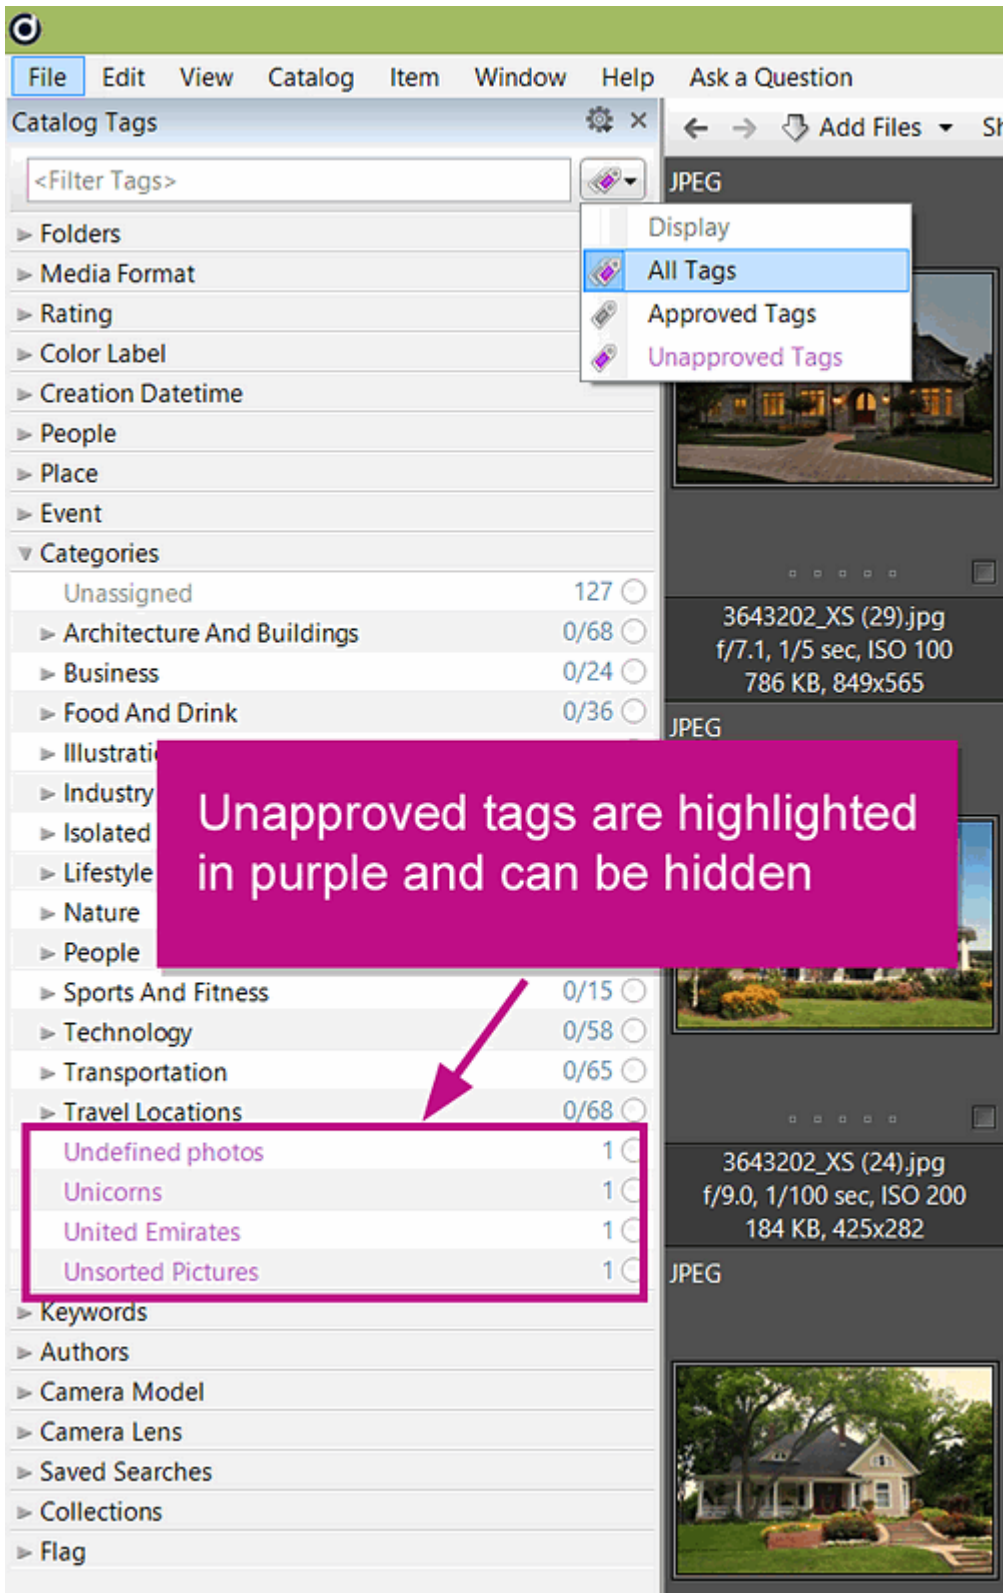 File Edit View Catalog Item Window Help Ask a Question
Catalog Tags
Add Files
<Filter Tags>
JPEG
Display
All Tags
Approved Tags
Unapproved Tags
Folders
Media Format
Rating
Color Label
Creation Datetime
People
Place
Event
Categories
Unassigned 127
Architecture And Buildings 0/68
Business 0/24
Food And Drink 0/36
Industry
Isolated
Lifestyle
Nature
People
Sports And Fitness 0/15
Technology 0/58
Transportation 0/65
Travel Locations 0/68
Undefined photos 1
Unicorns 1
United Emirates 1
Unsorted Pictures 1
Keywords
Authors
Camera Model
Camera Lens
Saved Searches
Collections
Flag
Unapproved tags are highlighted
in purple and can be hidden
3643202_XS (29).jpg
f/7.1, 1/5 sec, ISO 100
786 KB, 849x565
JPEG
3643202_XS (24).jpg
f/9.0, 1/100 sec, ISO 200
184 KB, 425x282
JPEG